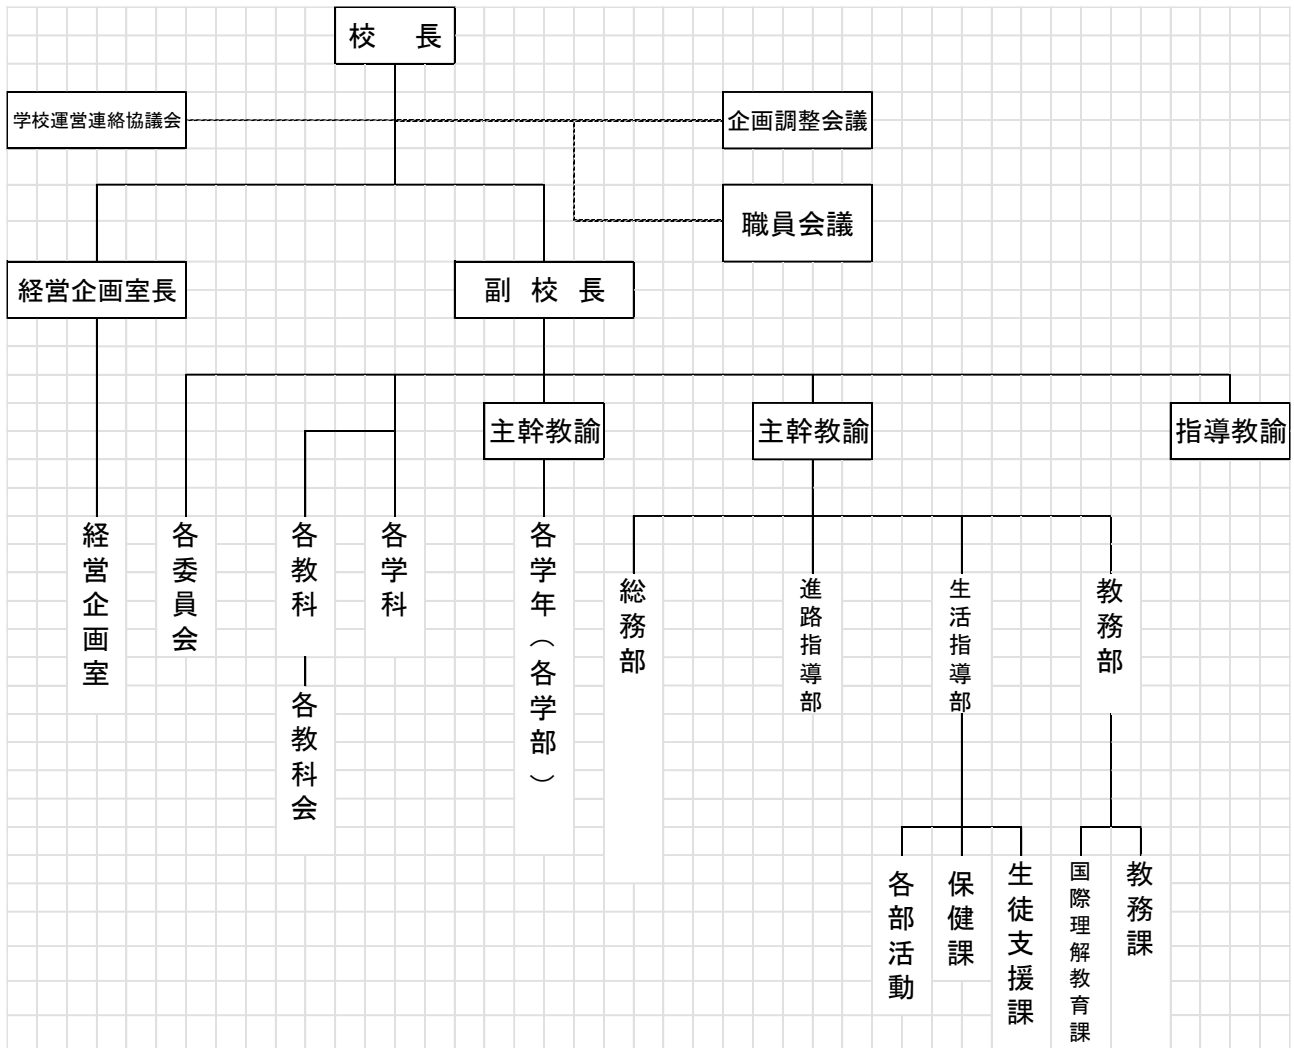 校　長
学校運営連絡協議会
企画調整会議
職員会議
経営企画室長
副 校 長
主幹教諭
主幹教諭
指導教諭
経営企画室
各委員会
各教科
各学科
各学年（各学部）
総務部
進路指導部
生活指導部
教務部
各教科会
各部活動
保健課
生徒支援課
国際理解教育課
教務課